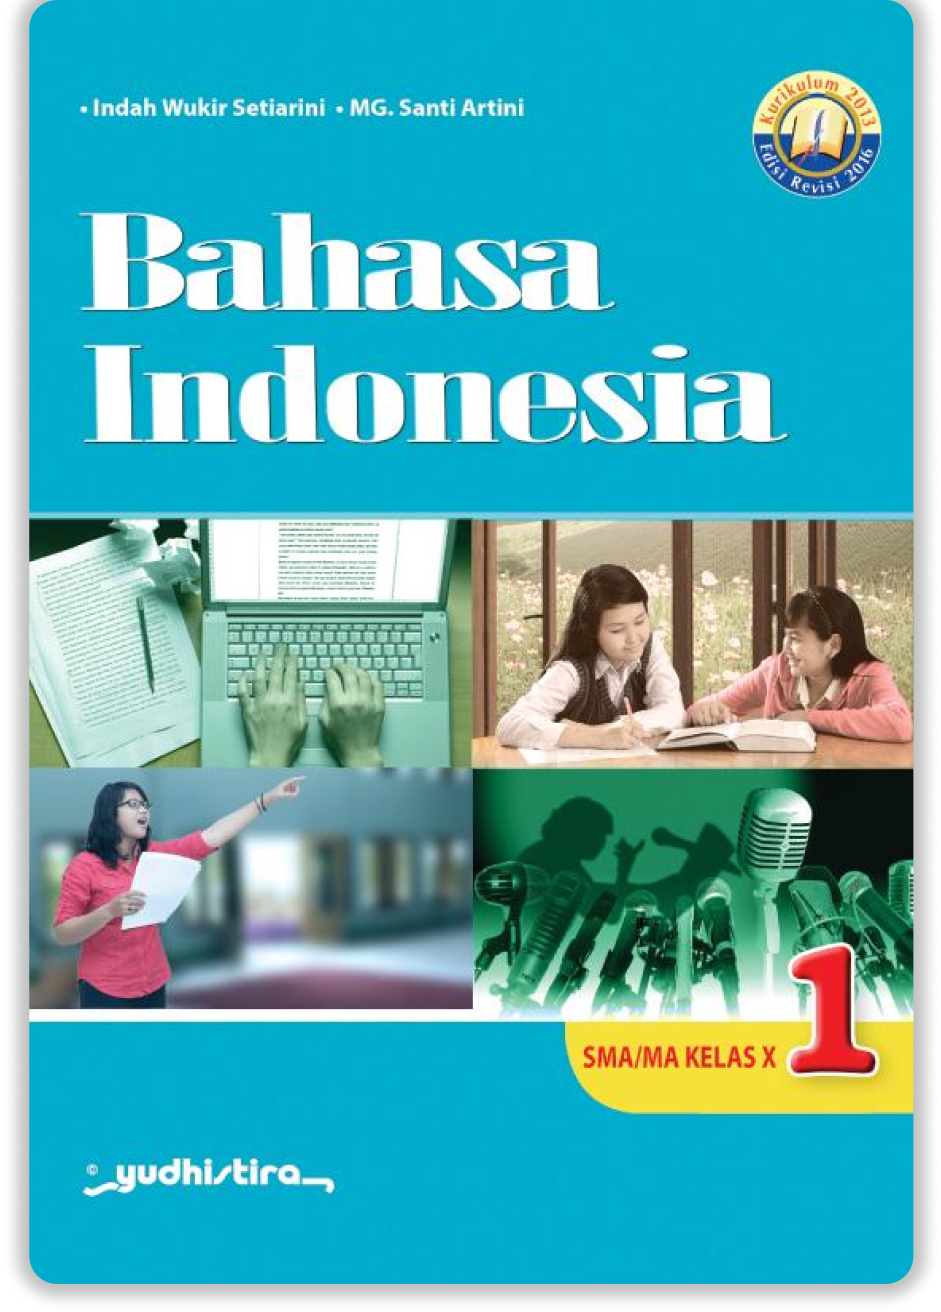 • Indah Wukir Setiarini • MG. Santi Artini
Kurikulum 2013
Edisi Revisi 2016
Bahasa
Indonesia
SMA/MA KELAS X
1
© yudhistira